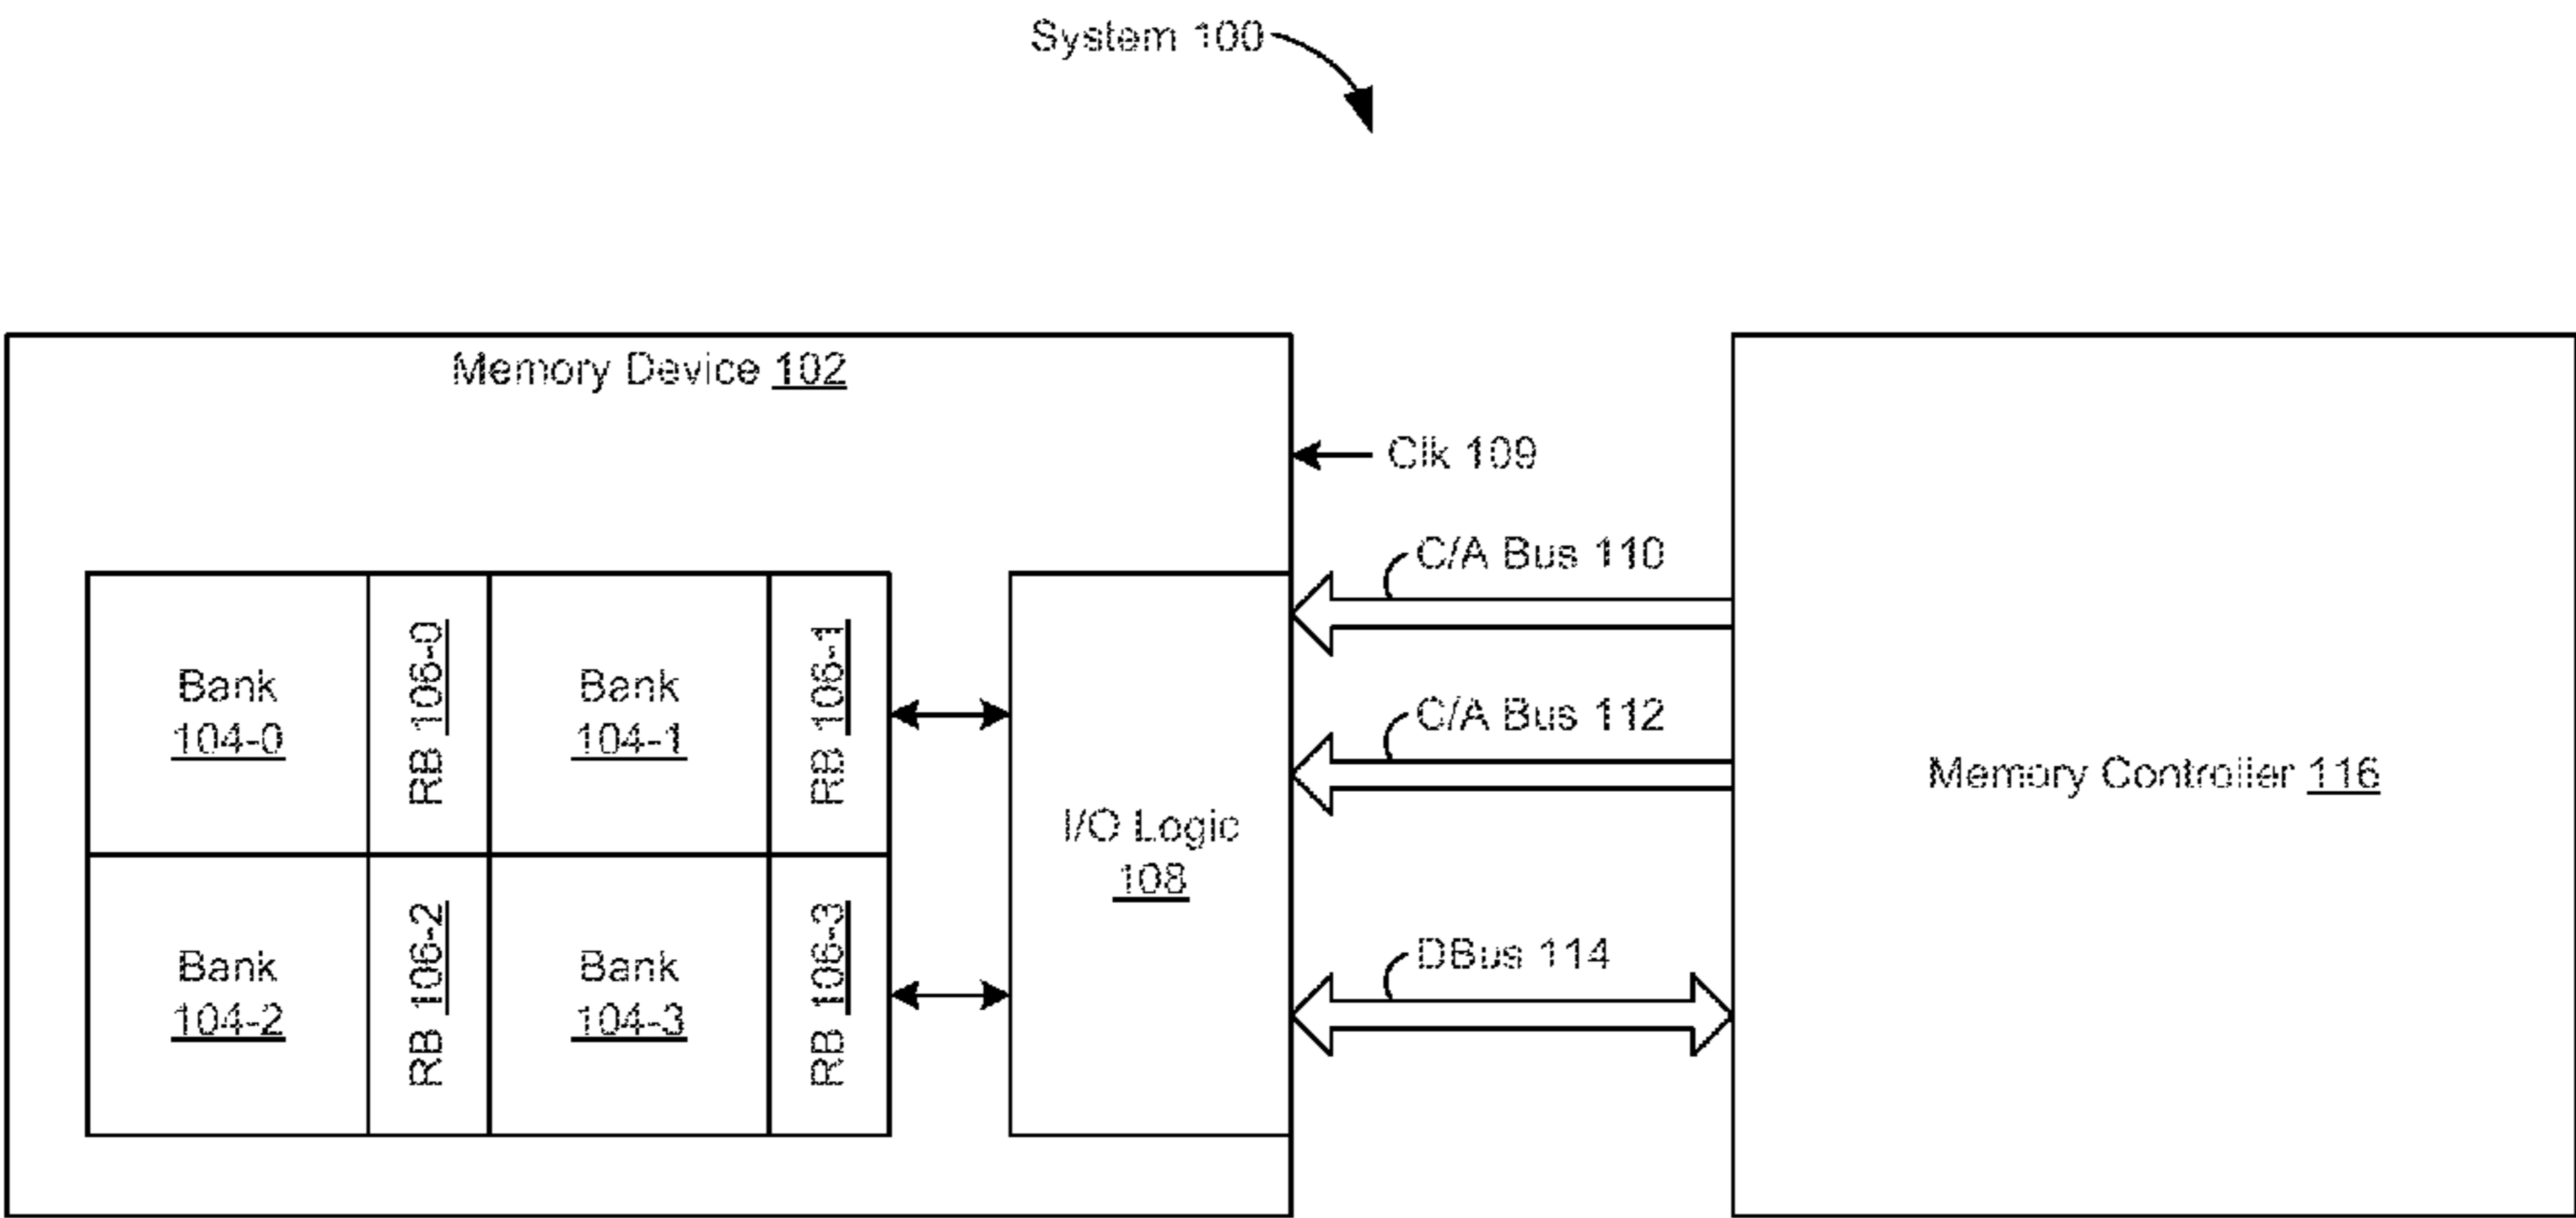 System 100
Memory Device 102
Clk 109
C/A Bus 110
C/A Bus 112
DBus 114
Bank
104-0
RB 106-0
Bank
104-1
RB 106-1
Bank
104-2
RB 106-2
Bank
104-3
RB 106-3
I/O Logic
108
Memory Controller 116